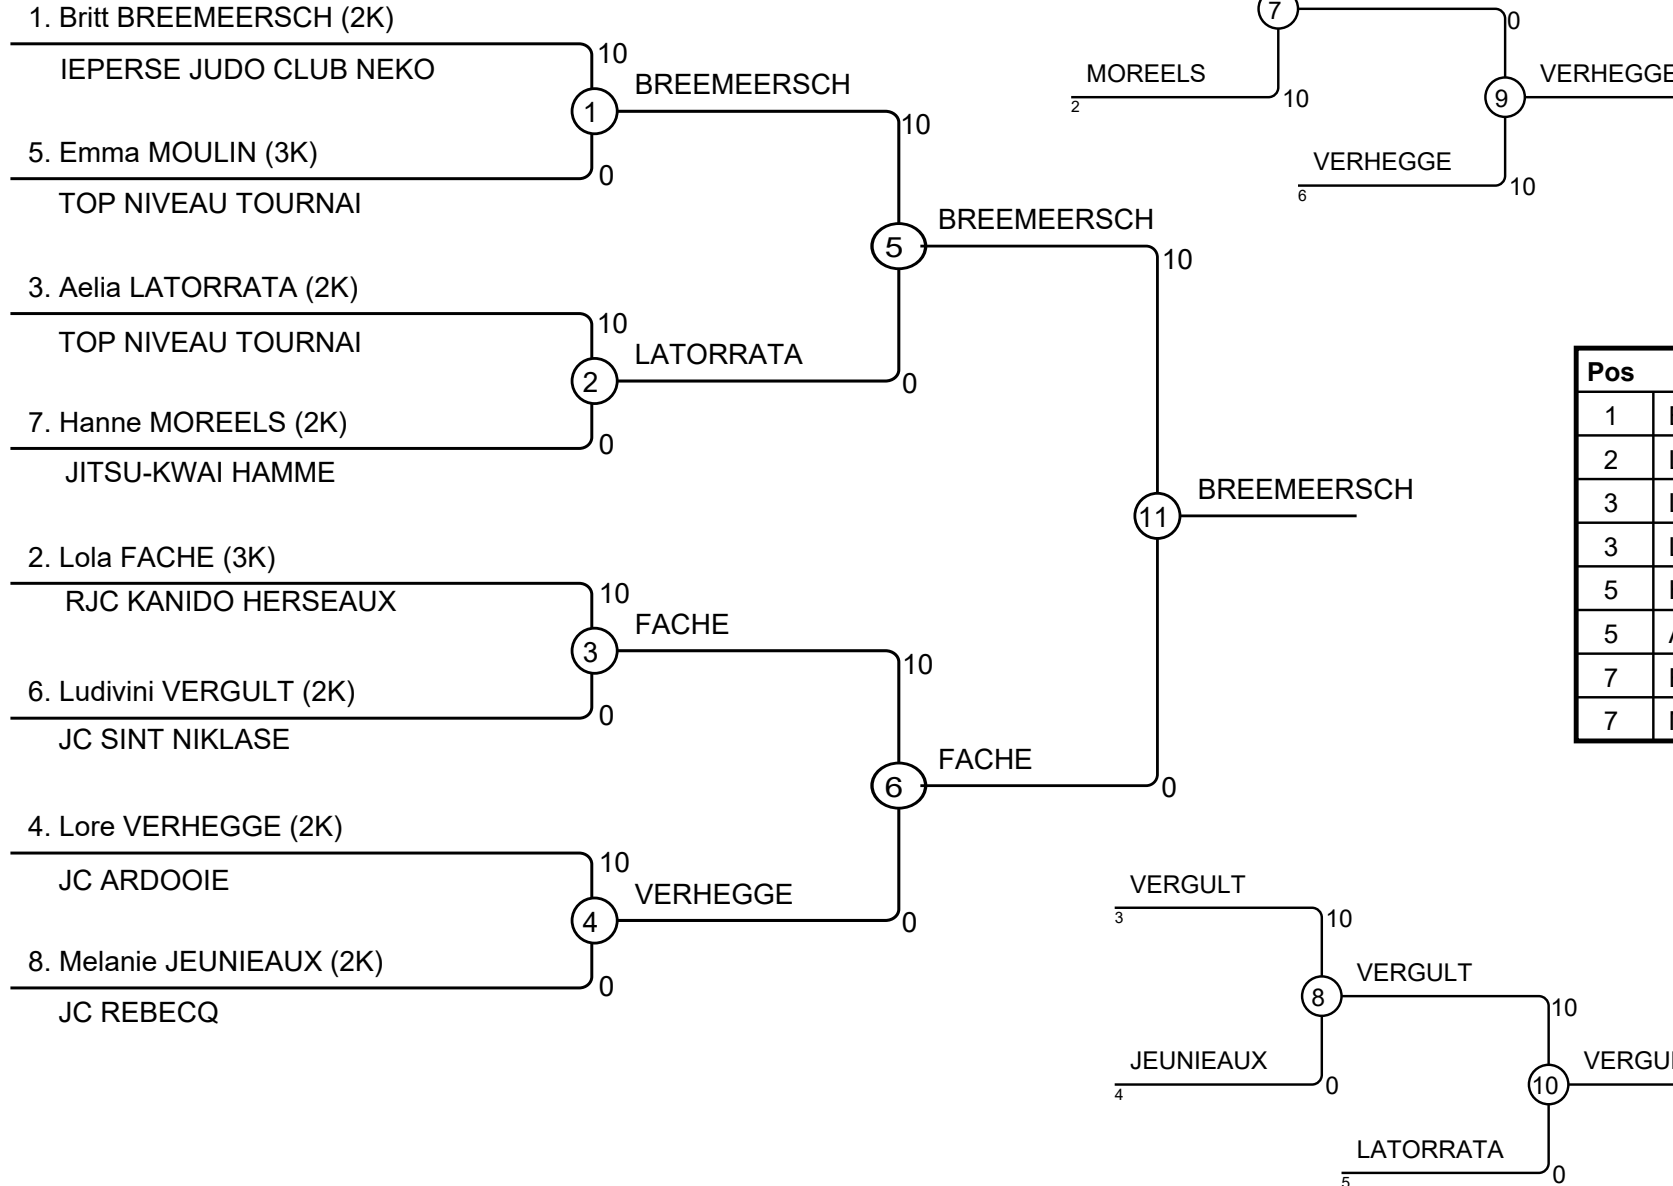 1. Britt BREEMEERSCH (2K)
10
IEPERSE JUDO CLUB NEKO
1
BREEMEERSCH
5. Emma MOULIN (3K)
0
TOP NIVEAU TOURNAI
10
5
BREEMEERSCH
3. Aelia LATORRATA (2K)
10
TOP NIVEAU TOURNAI
2
LATORRATA
0
7. Hanne MOREELS (2K)
0
JITSU-KWAI HAMME
10
11
BREEMEERSCH
0
2. Lola FACHE (3K)
10
RJC KANIDO HERSEAUX
3
FACHE
6. Ludivini VERGULT (2K)
0
JC SINT NIKLASE
10
6
FACHE
4. Lore VERHEGGE (2K)
10
JC ARDOOIE
4
VERHEGGE
0
8. Melanie JEUNIEAUX (2K)
0
JC REBECQ
7
0
MOREELS
2
10
9
VERHEGGE
VERHEGGE
6
10
Pos
1
2
3
3
5
5
7
7
VERGULT
3
10
8
VERGULT
JEUNIEAUX
4
0
10
10
LATORRATA
5
0